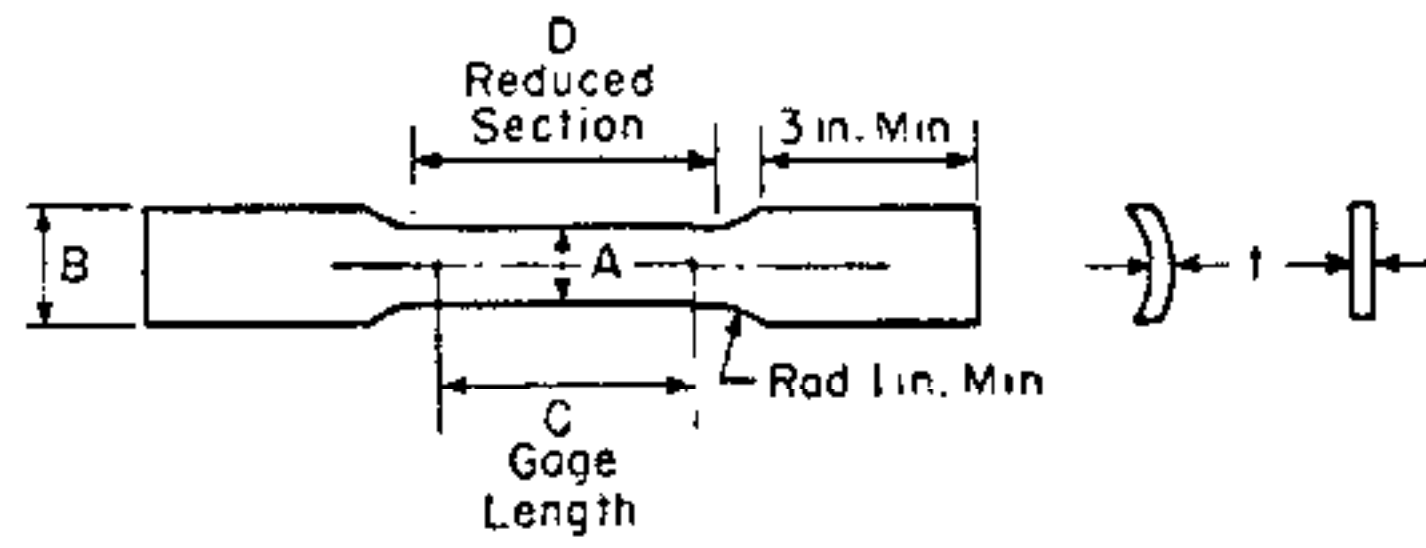 D
Reduced
Section
3 in. Min
B
A
t
Rad 1 in. Min
C
Gage
Length